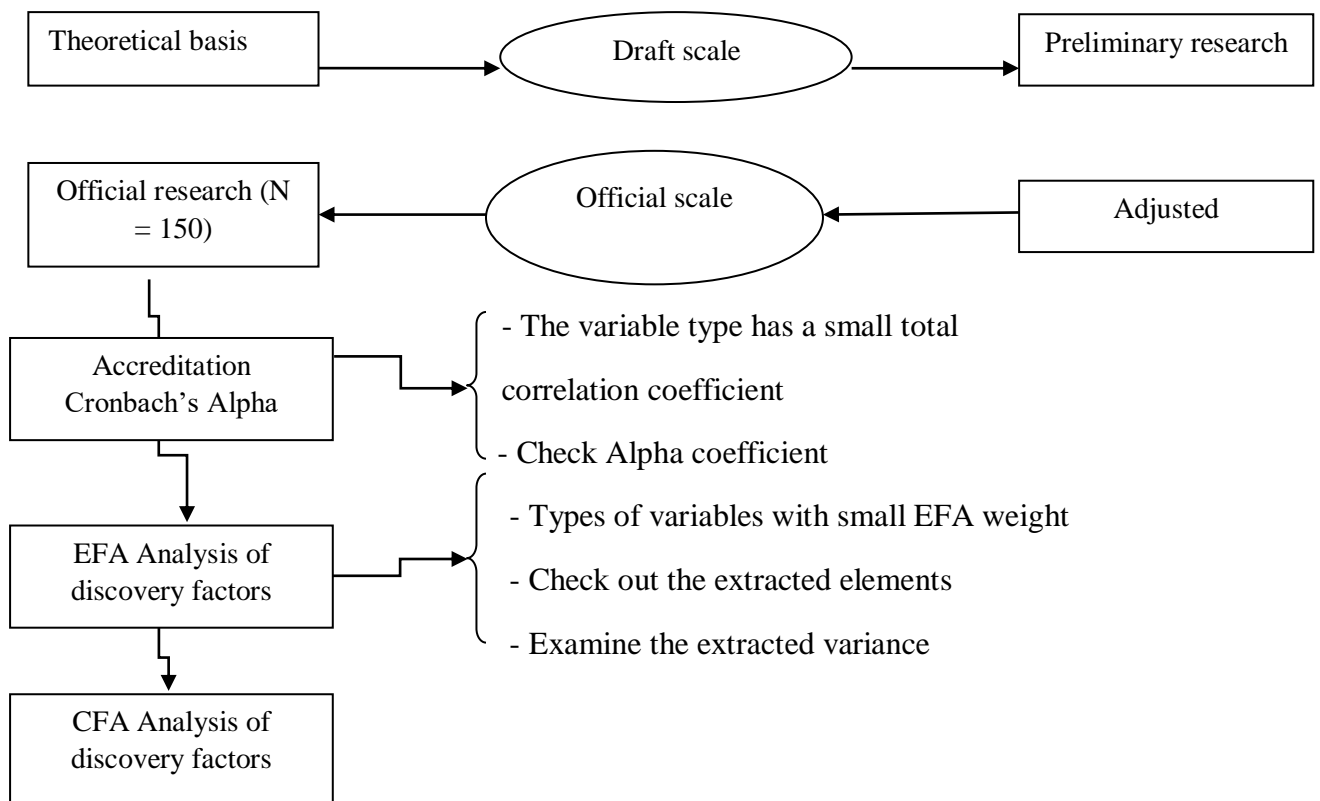 Theoretical basis
Draft scale
Preliminary research
Official research (N
= 150)
Official scale
Adjusted
Accreditation
Cronbach’s Alpha
- The variable type has a small total
correlation coefficient
- Check Alpha coefficient
EFA Analysis of
discovery factors
- Types of variables with small EFA weight
- Check out the extracted elements
- Examine the extracted variance
CFA Analysis of
discovery factors